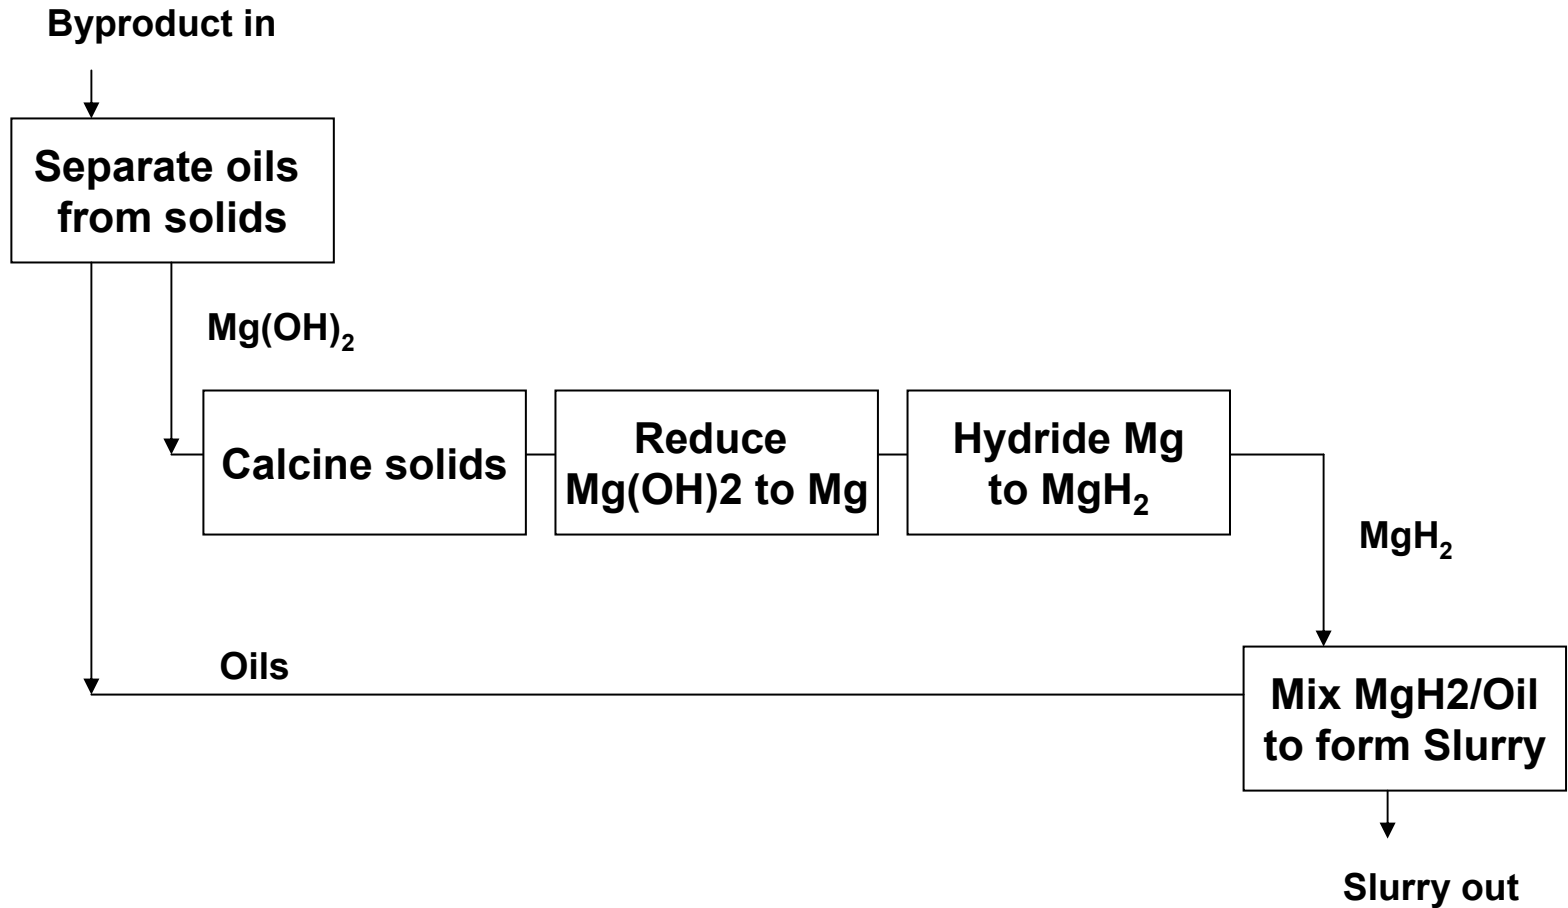 Byproduct in
Separate oils
from solids
Mg(OH)₂
Calcine solids
Reduce
Mg(OH)2 to Mg
Hydride Mg
to MgH₂
MgH₂
Oils
Mix MgH2/Oil
to form Slurry
Slurry out